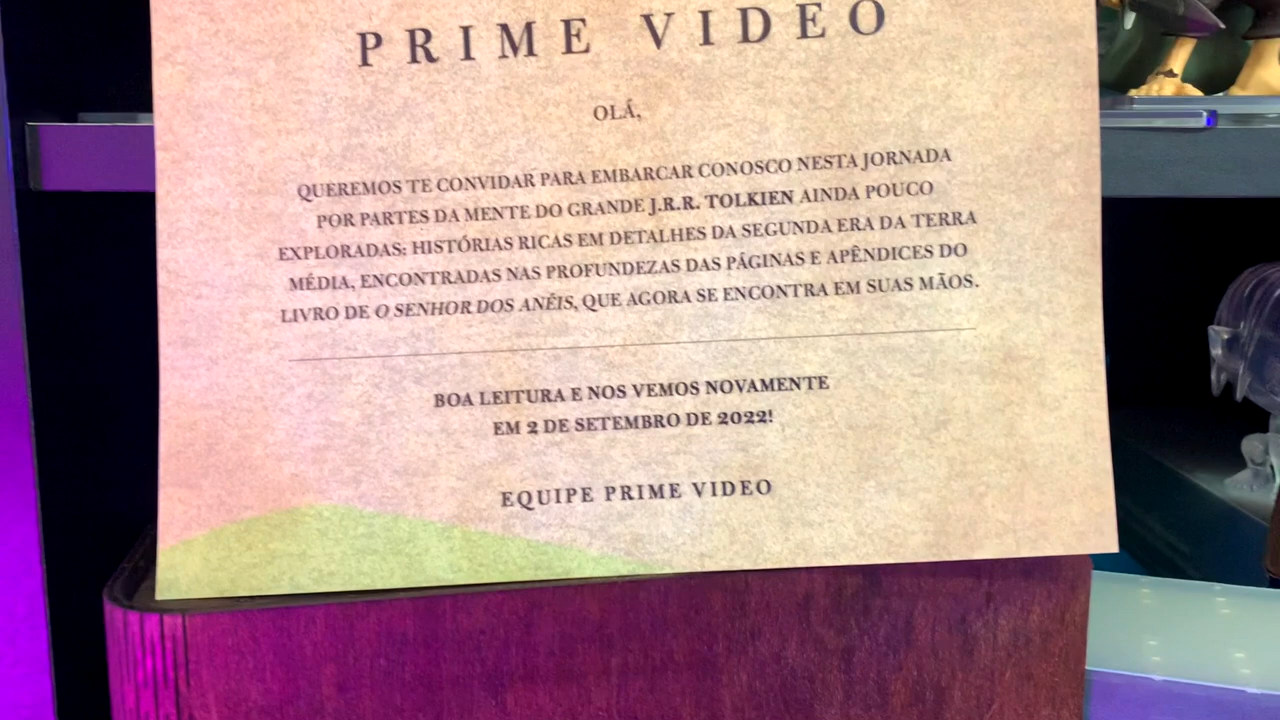 PRIME VIDEO
OLÁ,
QUEREMOS TE CONVIDAR PARA EMBARCAR CONOSCO NESTA JORNADA
POR PARTES DA MENTE DO GRANDE J.R.R. TOLKIEN AINDA POUCO
EXPLORADAS: HISTÓRIAS RICAS EM DETALHES DA SEGUNDA ERA DA TERRA
MÉDIA, ENCONTRADAS NAS PROFUNDEZAS DAS PÁGINAS E APÊNDICES DO
LIVRO DE O SENHOR DOS ANÉIS, QUE AGORA SE ENCONTRA EM SUAS MÃOS.
BOA LEITURA E NOS VEMOS NOVAMENTE
EM 2 DE SETEMBRO DE 2022!
EQUIPE PRIME VIDEO